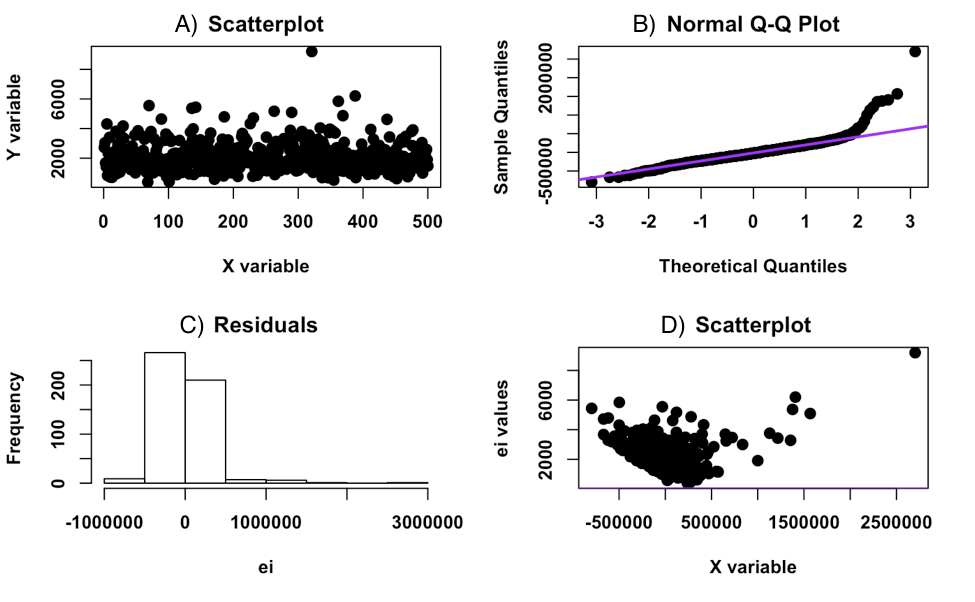 A) Scatterplot
Y variable
2000 6000
0 100 200 300 400 500
X variable
B) Normal Q-Q Plot
Sample Quantiles
-500000 2000000
-3 -2 -1 0 1 2 3
Theoretical Quantiles
C) Residuals
Frequency
0 100 200
-1000000 0 1000000 3000000
ei
D) Scatterplot
ei values
2000 6000
-500000 500000 1500000 2500000
X variable